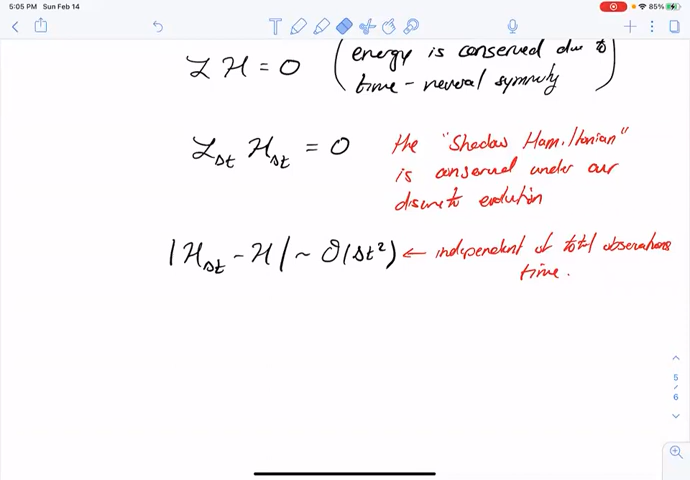 5:05 PM Sun Feb 14
85%
ℒ ℋ = 0 (energy is conserved due to
time-reversal symmetry)
ℒ_Δt ℋ_Δt = 0 the "Shadow Hamiltonian"
is conserved under our
discrete evolution
|ℋ_Δt - ℋ| ~ O(Δt²) ← independent of total observations
time.
5
/
6